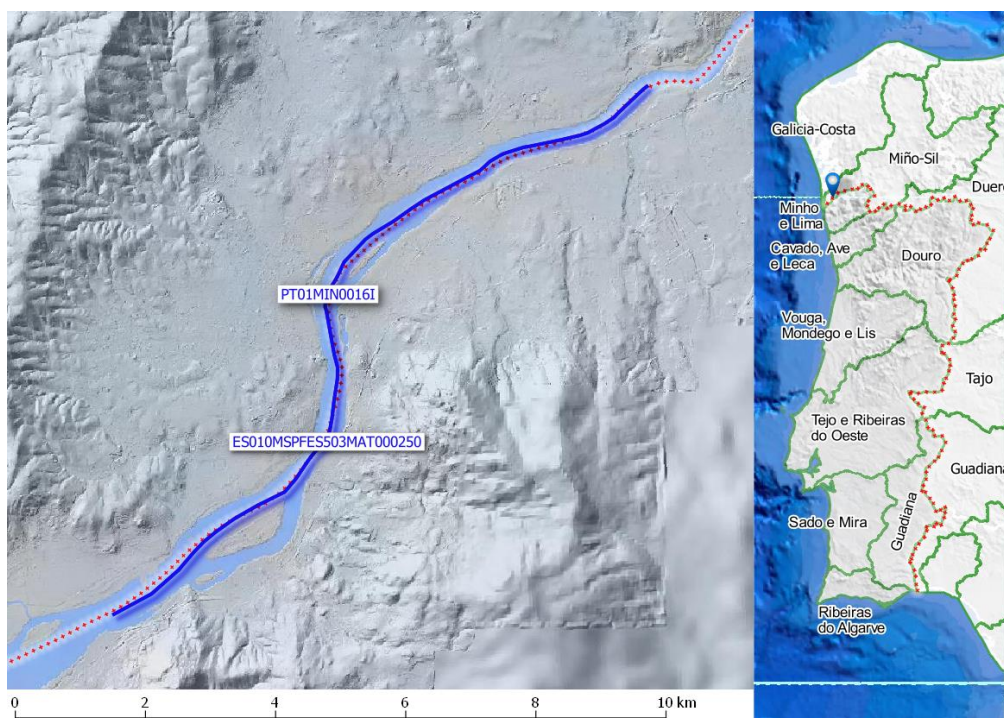 PT01MIN0016I
ES010MSPFES503MAT000250
0 2 4 6 8 10 km
Galicia-Costa
Miño-Sil
Duero
Minho
e Lima
Cavado, Ave
e Leca
Douro
Vouga,
Mondego e Lis
Tajo
Tejo e Ribeiras
do Oeste
Guadiana
Sado e Mira
Guadiana
Ribeiras
do Algarve